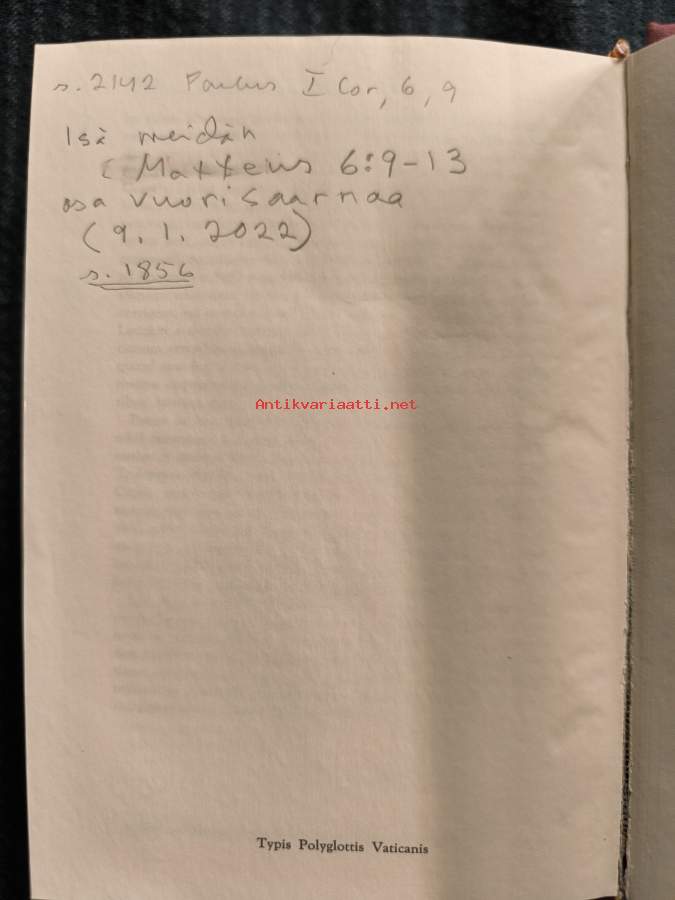 s. 2142 Paulus I Cor, 6, 9
Isä meidän
( Matteus 6:9-13
osa vuorisaarnaa
(9.1.2022)
s. 1856
Antikvariaatti.net
Typis Polyglottis Vaticanis